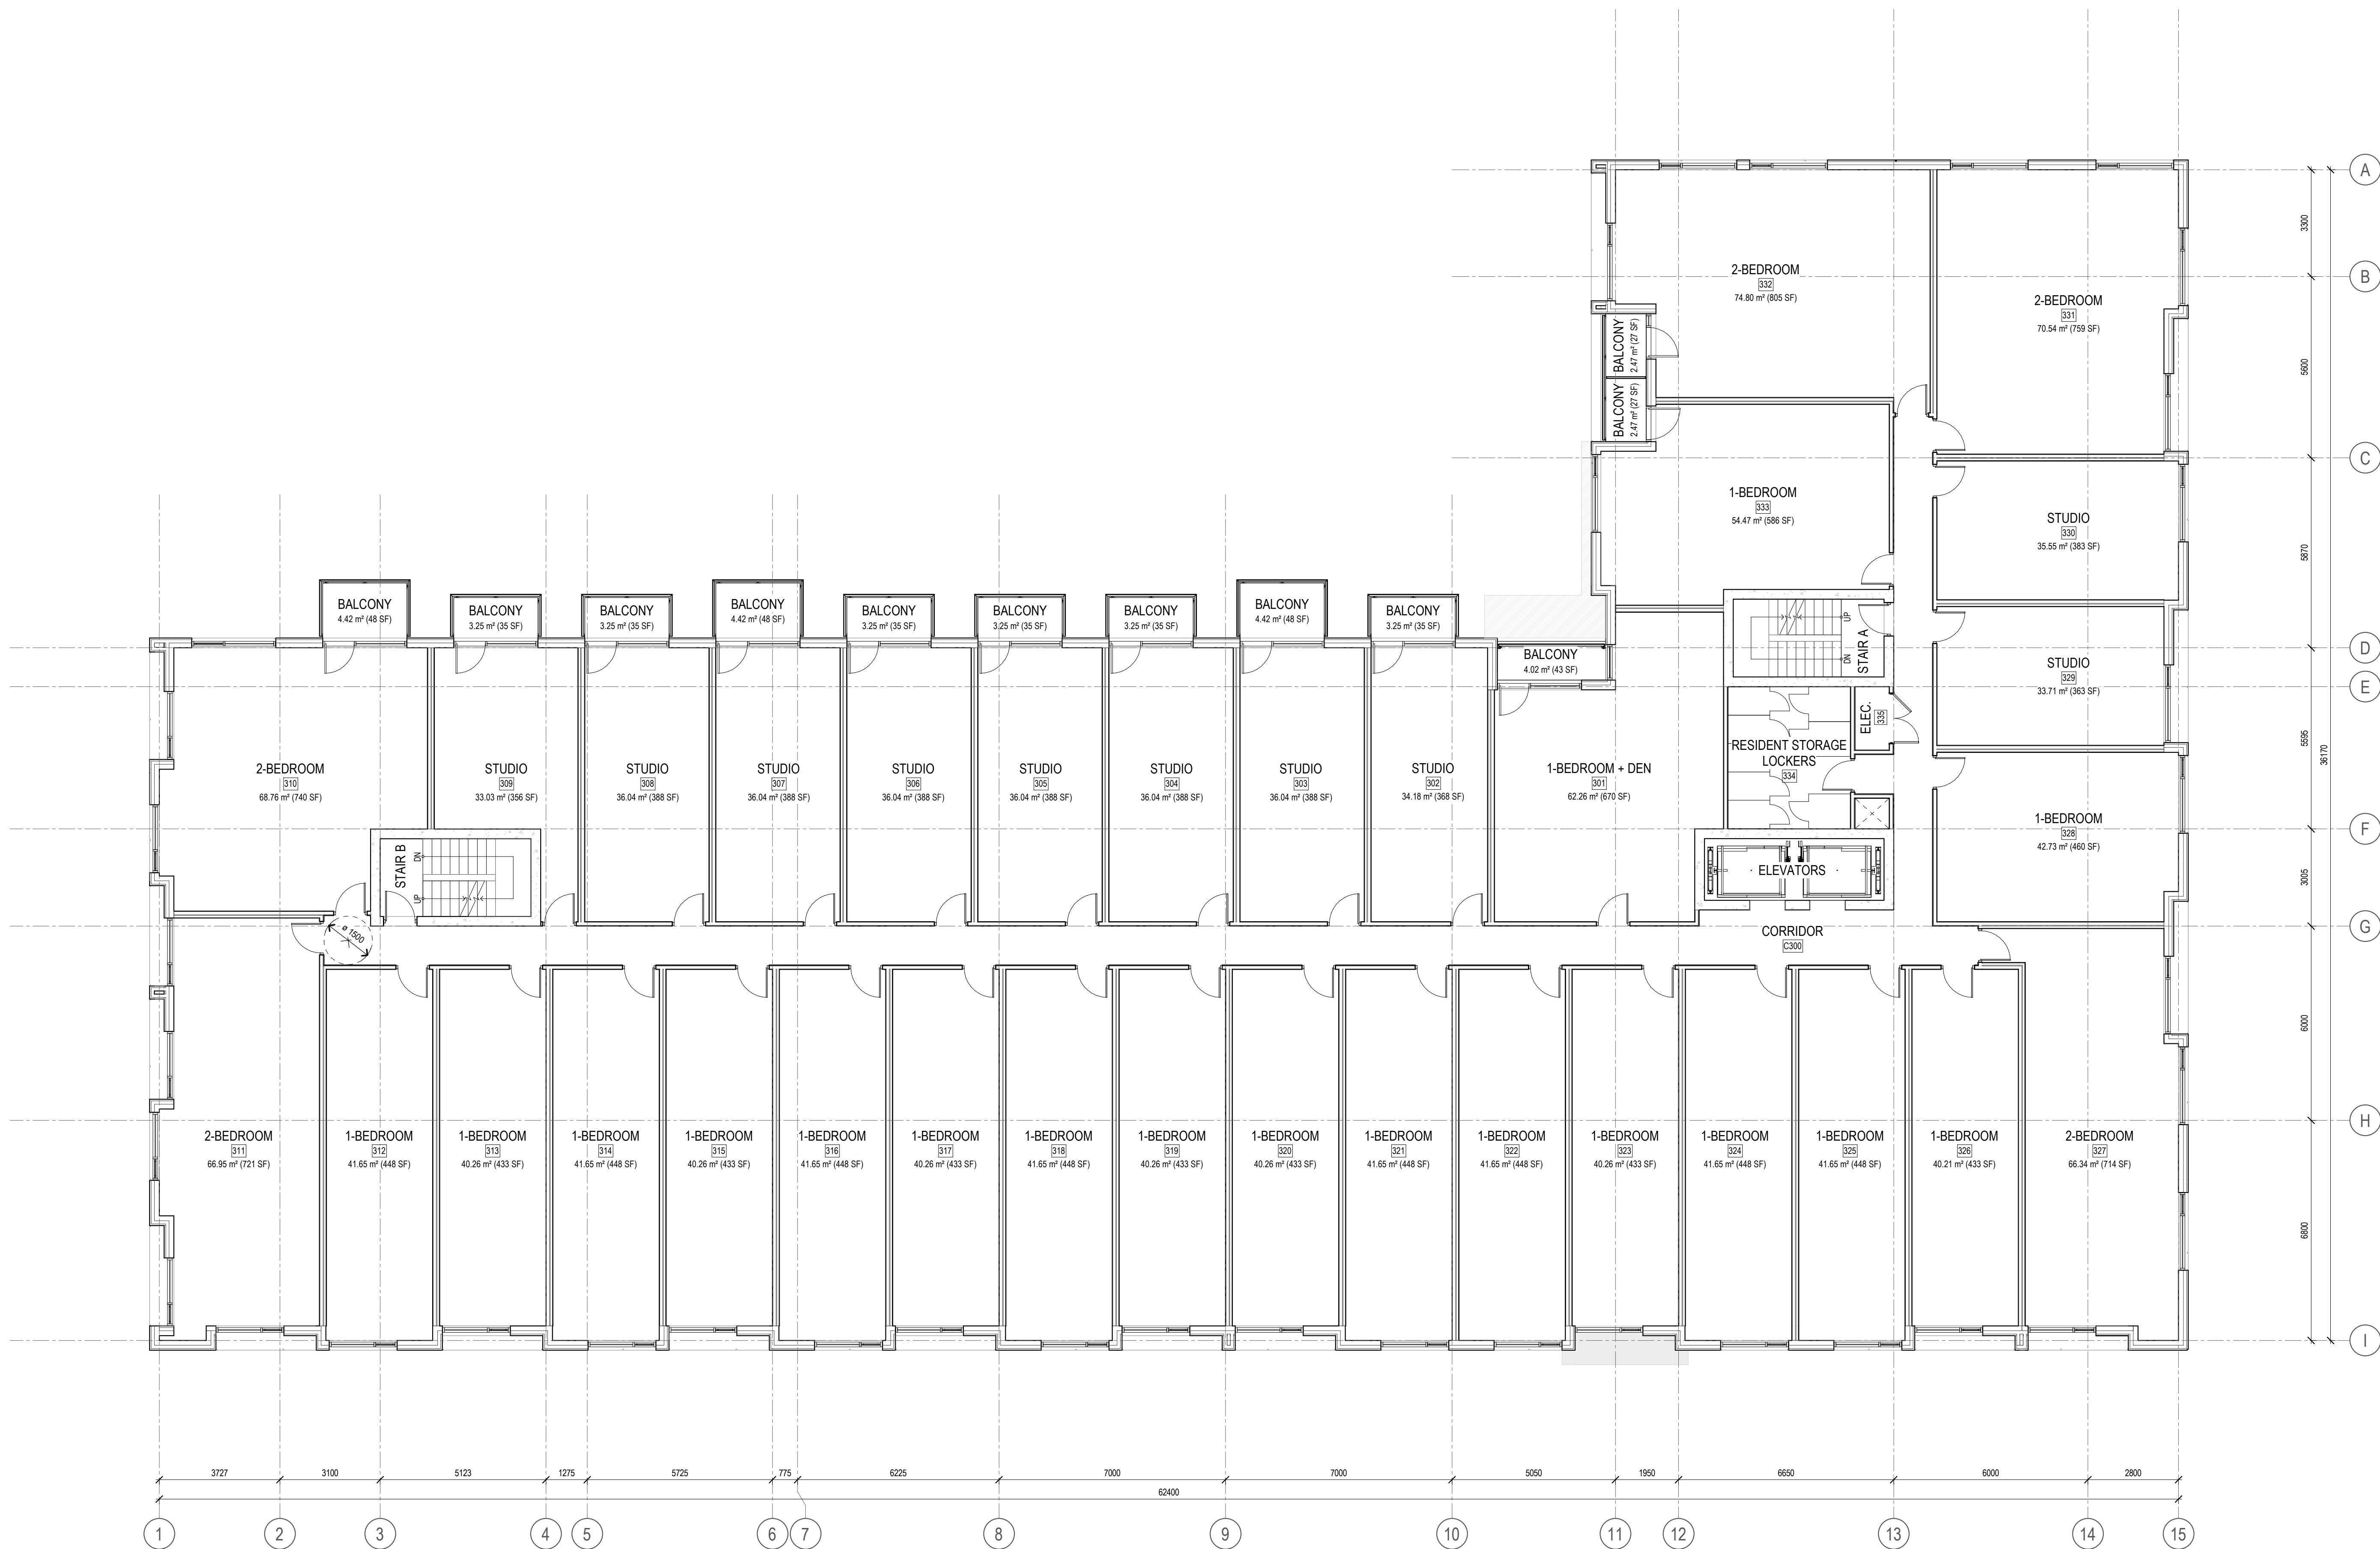 A
3300
2-BEDROOM
332
74.80 m² (805 SF)
B
2-BEDROOM
331
70.54 m² (759 SF)
BALCONY
2.47 m² (27 SF)
5600
BALCONY
2.47 m² (27 SF)
C
1-BEDROOM
333
54.47 m² (586 SF)
STUDIO
330
35.55 m² (383 SF)
5870
36170
BALCONY
4.42 m² (48 SF)
BALCONY
3.25 m² (35 SF)
BALCONY
3.25 m² (35 SF)
BALCONY
4.42 m² (48 SF)
BALCONY
3.25 m² (35 SF)
BALCONY
3.25 m² (35 SF)
BALCONY
3.25 m² (35 SF)
BALCONY
4.42 m² (48 SF)
BALCONY
3.25 m² (35 SF)
BALCONY
4.02 m² (43 SF)
UP
DN
STAIR A
D
STUDIO
329
33.71 m² (363 SF)
E
ELEC.
335
RESIDENT STORAGE
LOCKERS
334
5595
2-BEDROOM
310
68.76 m² (740 SF)
STUDIO
309
33.03 m² (356 SF)
STUDIO
308
36.04 m² (388 SF)
STUDIO
307
36.04 m² (388 SF)
STUDIO
306
36.04 m² (388 SF)
STUDIO
305
36.04 m² (388 SF)
STUDIO
304
36.04 m² (388 SF)
STUDIO
303
36.04 m² (388 SF)
STUDIO
302
34.18 m² (368 SF)
1-BEDROOM + DEN
301
62.26 m² (670 SF)
1-BEDROOM
328
42.73 m² (460 SF)
F
STAIR B
DN
UP
ELEVATORS
3005
ø 1500
CORRIDOR
C300
G
6000
H
2-BEDROOM
311
66.95 m² (721 SF)
1-BEDROOM
312
41.65 m² (448 SF)
1-BEDROOM
313
40.26 m² (433 SF)
1-BEDROOM
314
41.65 m² (448 SF)
1-BEDROOM
315
40.26 m² (433 SF)
1-BEDROOM
316
41.65 m² (448 SF)
1-BEDROOM
317
40.26 m² (433 SF)
1-BEDROOM
318
41.65 m² (448 SF)
1-BEDROOM
319
40.26 m² (433 SF)
1-BEDROOM
320
40.26 m² (433 SF)
1-BEDROOM
321
41.65 m² (448 SF)
1-BEDROOM
322
41.65 m² (448 SF)
1-BEDROOM
323
40.26 m² (433 SF)
1-BEDROOM
324
41.65 m² (448 SF)
1-BEDROOM
325
41.65 m² (448 SF)
1-BEDROOM
326
40.21 m² (433 SF)
2-BEDROOM
327
66.34 m² (714 SF)
6800
I
3727 3100 5123 1275 5725 775 6225 7000 7000 5050 1950 6650 6000 2800
62400
1 2 3 4 5 6 7 8 9 10 11 12 13 14 15